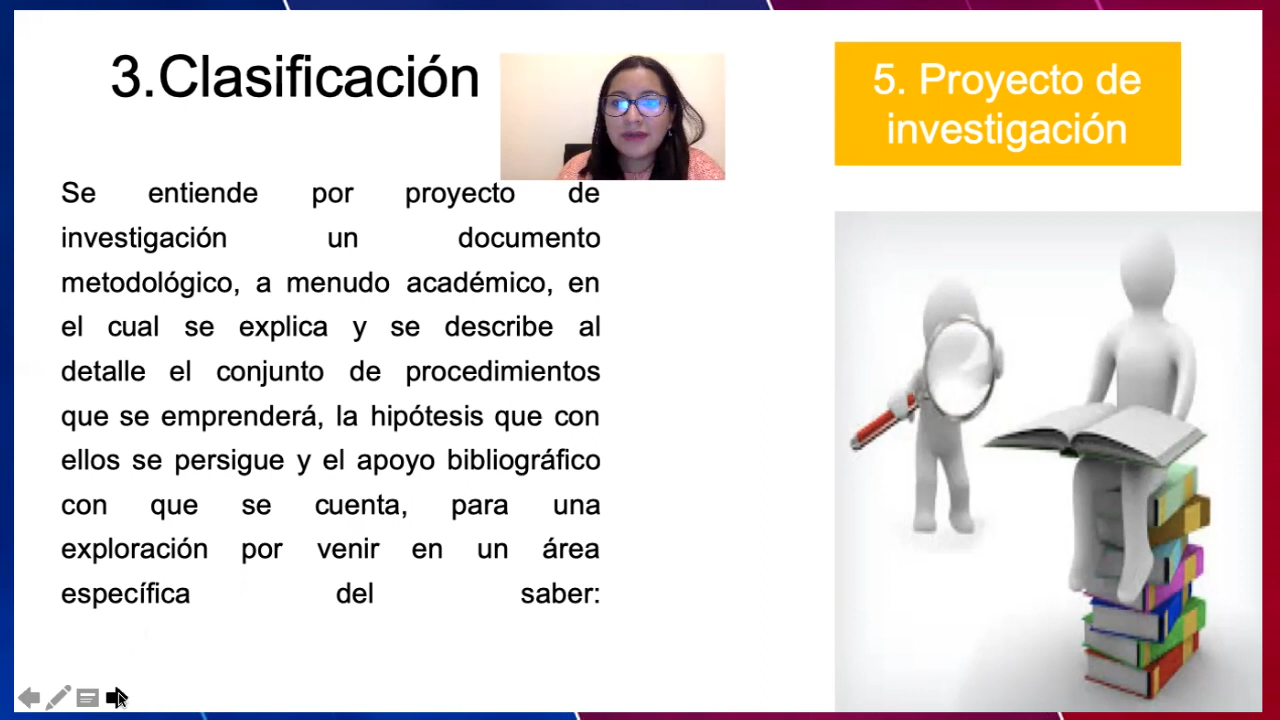 3.Clasificación
5. Proyecto de
investigación
Se entiende por proyecto de
investigación un documento
metodológico, a menudo académico, en
el cual se explica y se describe al
detalle el conjunto de procedimientos
que se emprenderá, la hipótesis que con
ellos se persigue y el apoyo bibliográfico
con que se cuenta, para una
exploración por venir en un área
específica del saber: